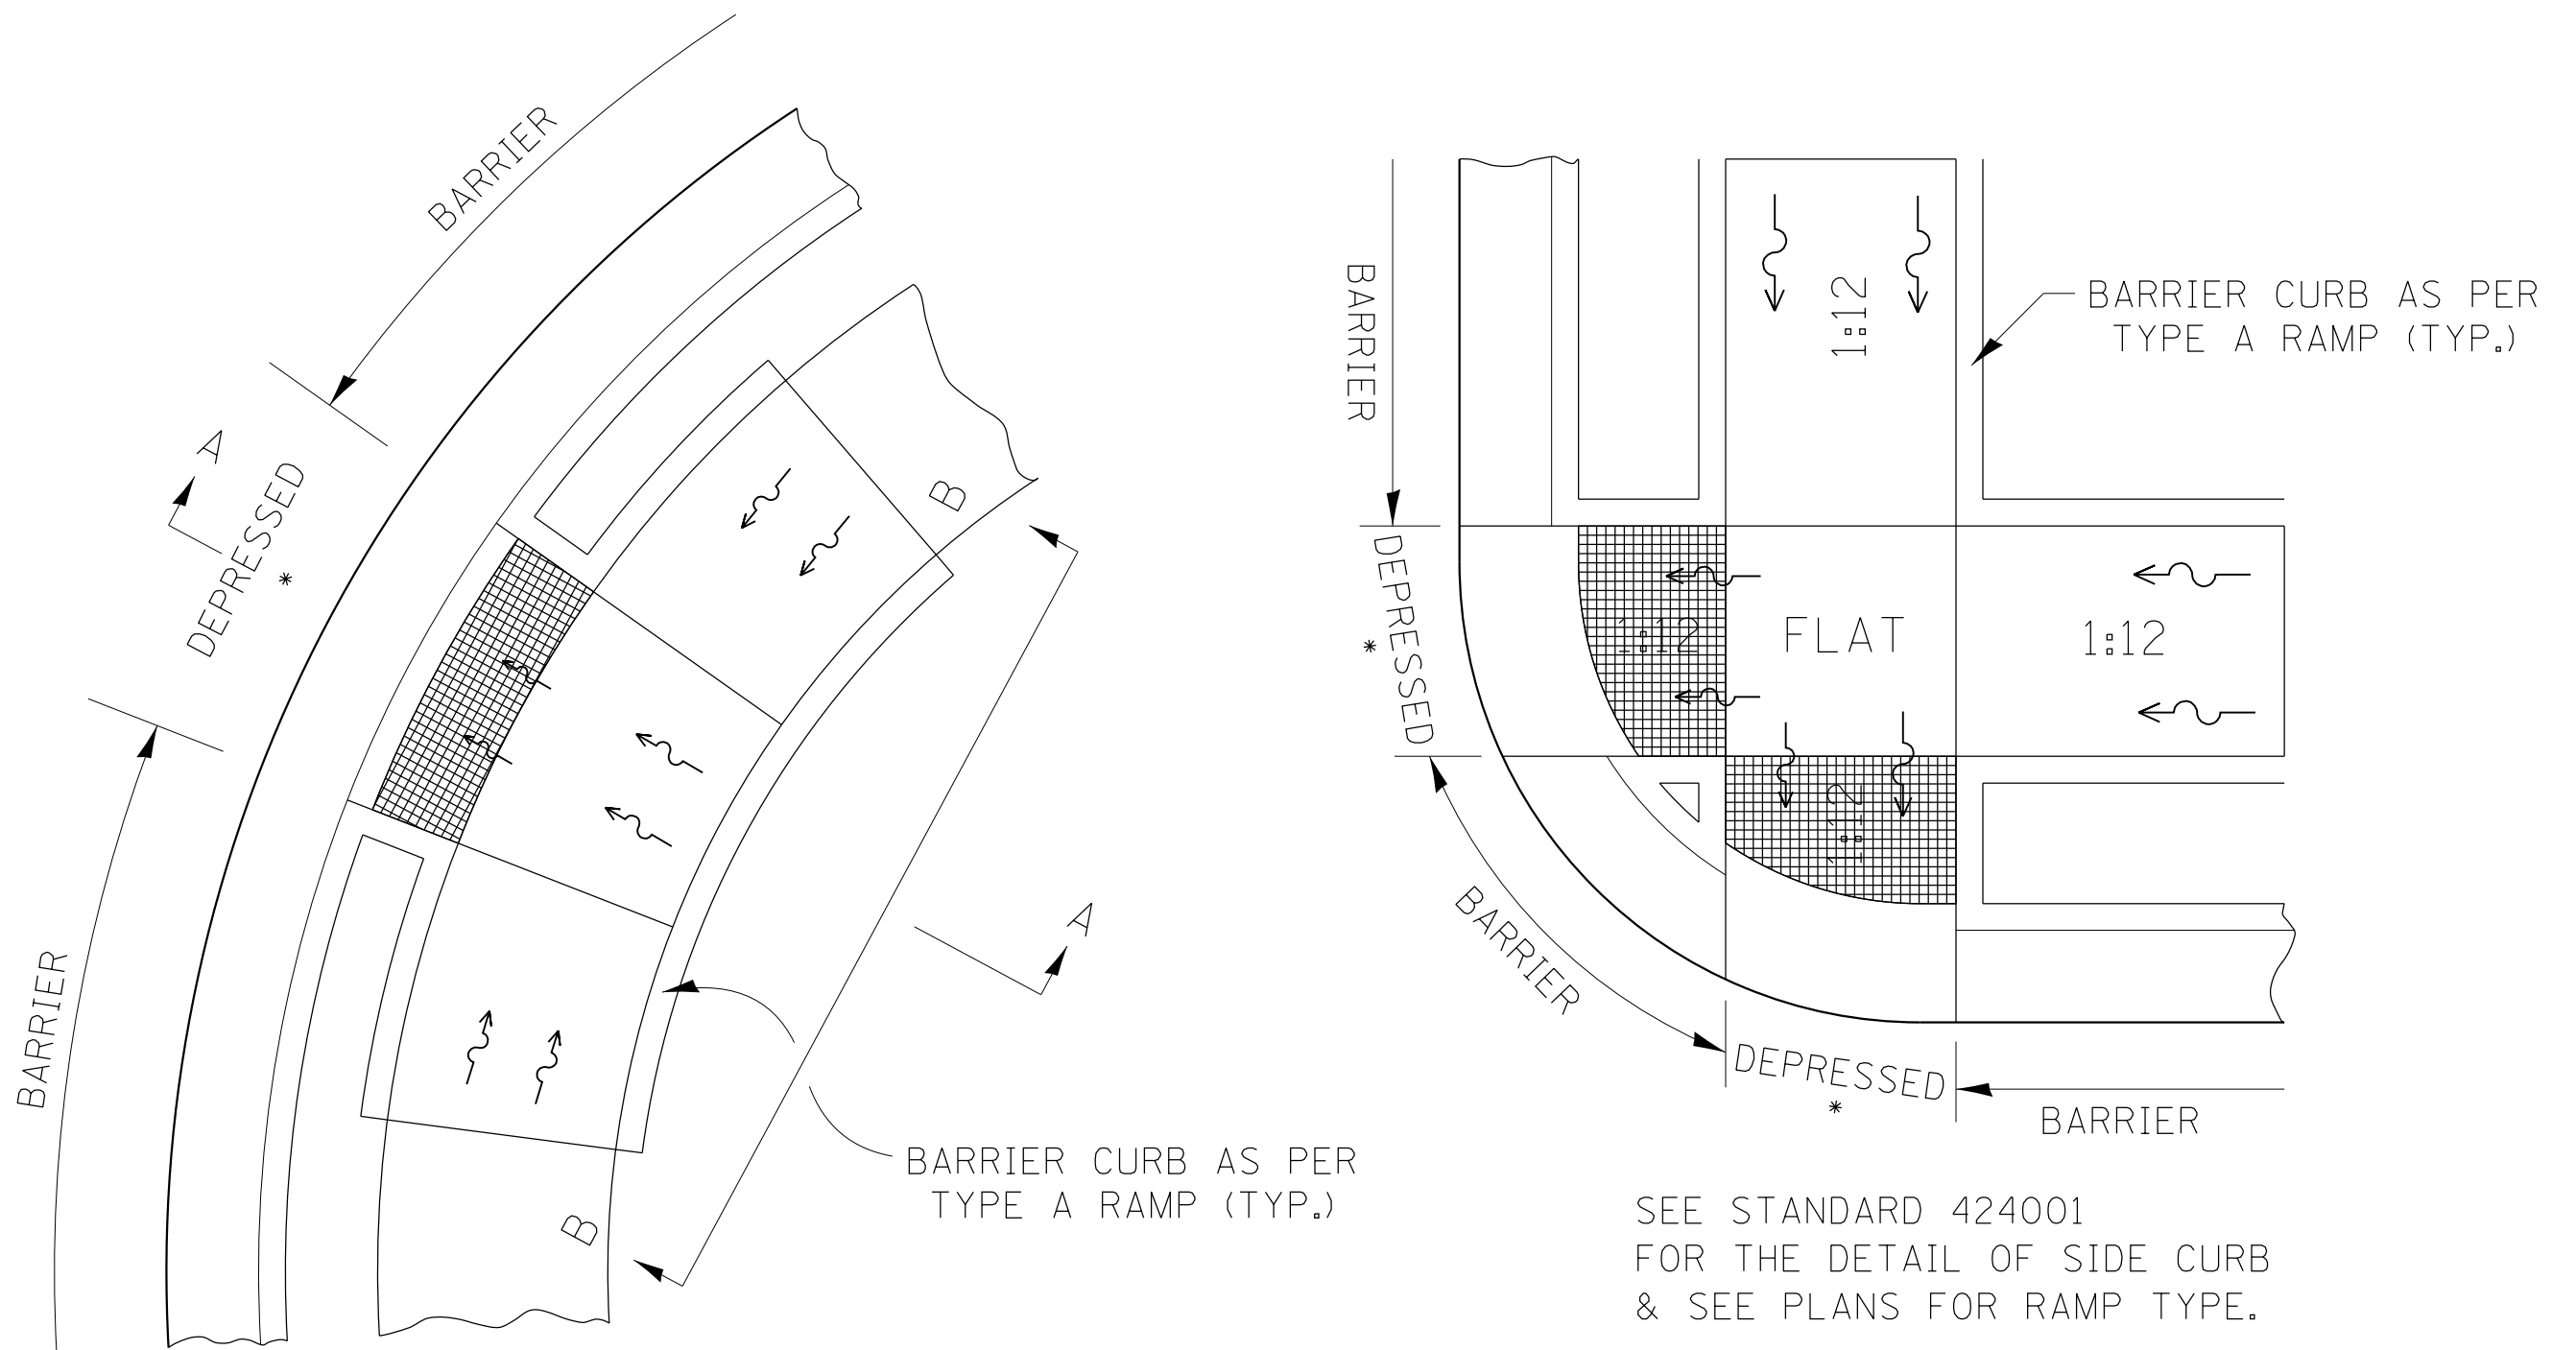 BARRIER
A
DEPRESSED
*
BARRIER
B
A
B
BARRIER CURB AS PER
TYPE A RAMP (TYP.)
BARRIER
1:12
BARRIER CURB AS PER
TYPE A RAMP (TYP.)
DEPRESSED
*
1:12
FLAT
1:12
1:12
BARRIER
DEPRESSED
*
BARRIER
SEE STANDARD 424001
FOR THE DETAIL OF SIDE CURB
& SEE PLANS FOR RAMP TYPE.